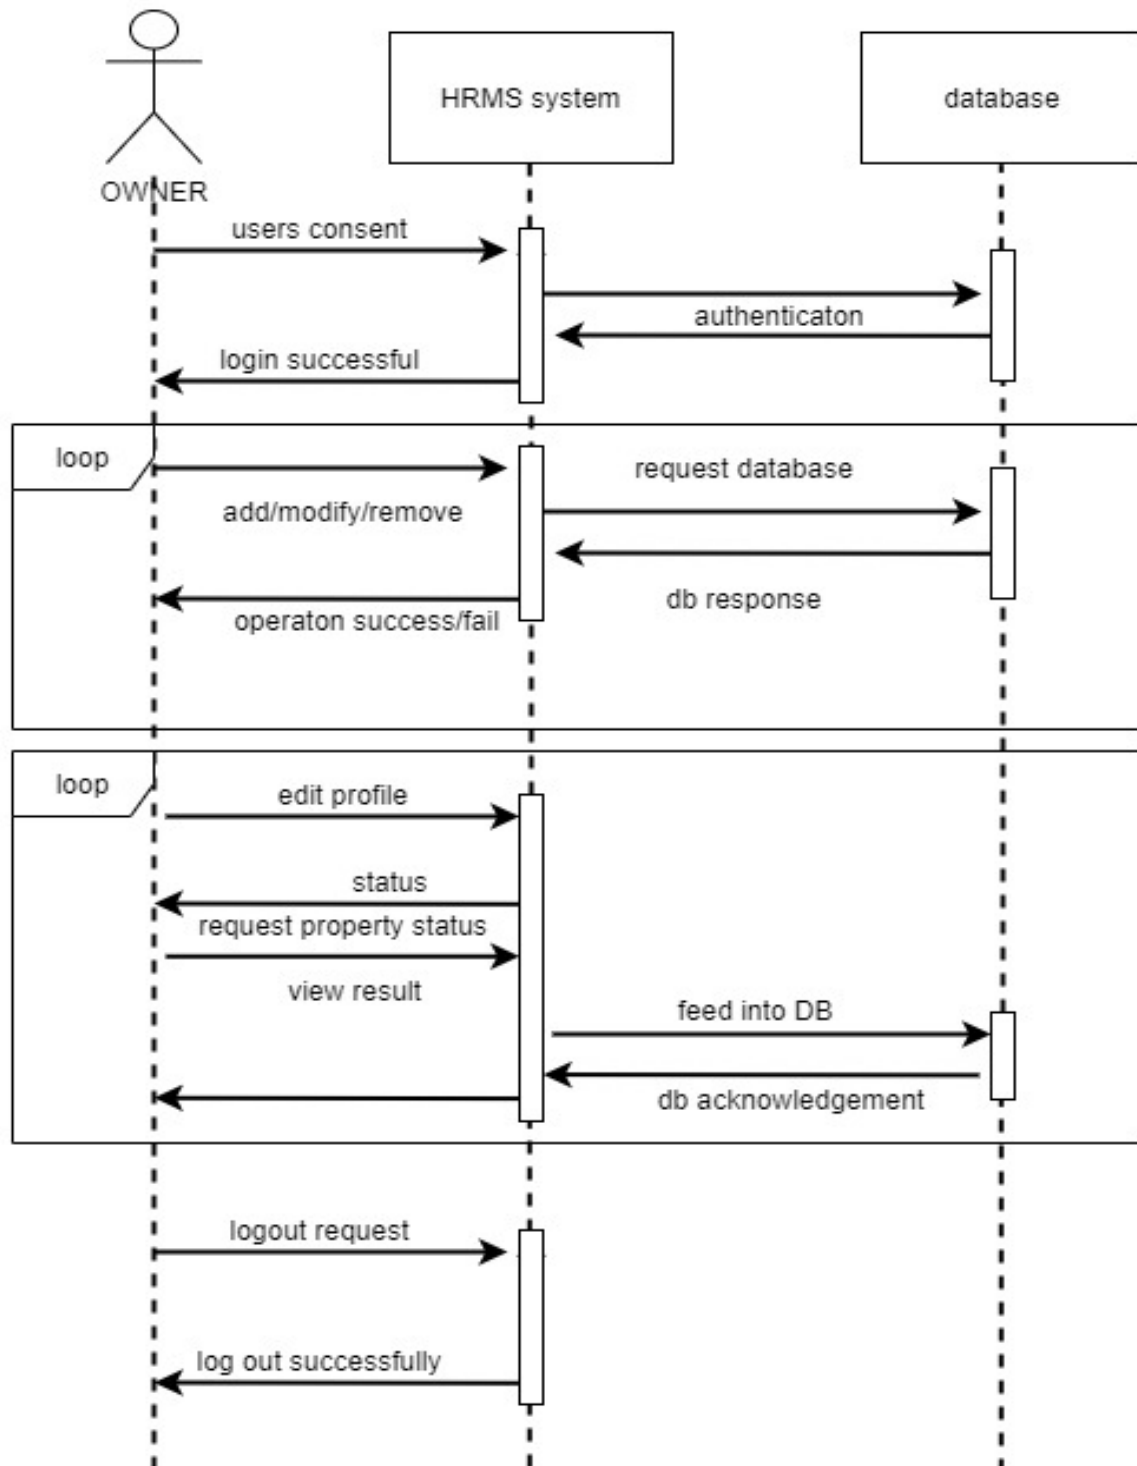 HRMS system
database
OWNER
users consent
authenticaton
login successful
loop
request database
add/modify/remove
db response
operaton success/fail
loop
edit profile
status
request property status
view result
feed into DB
db acknowledgement
logout request
log out successfully